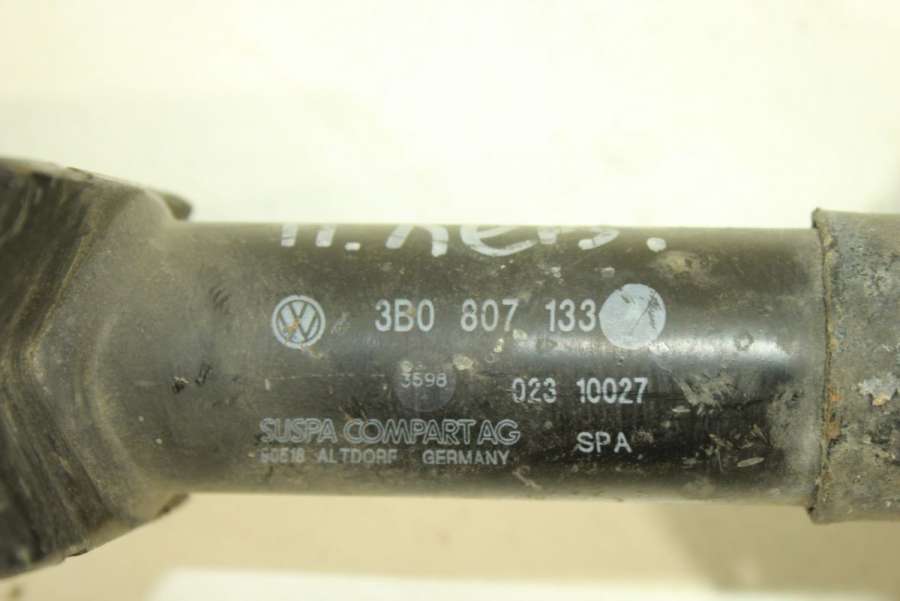 3B0 807 133
3598 023 10027
SUSPA COMPART AG
90518 ALTDORF GERMANY SPA